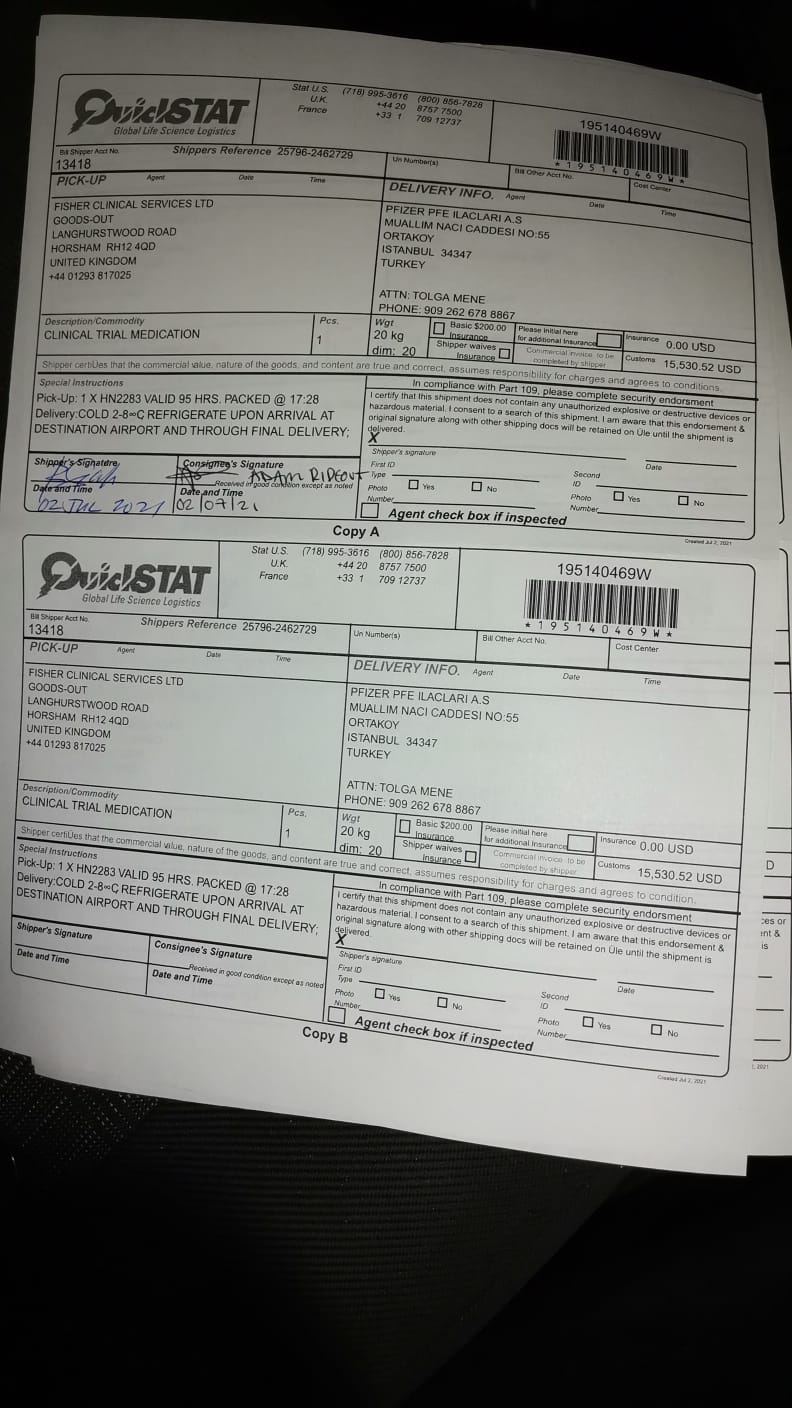 QuickSTAT
Global Life Science Logistics
Stat U.S. (718) 995-3616 (800) 856-7828
U.K. +44 20 8757 7500
France +33 1 709 12737
195140469W
*195140469W*
Bill Shipper Acct No.
13418
Shippers Reference 25796-2462729
Un Number(s)
Bill Other Acct No.
Cost Center
PICK-UP Agent Date Time
DELIVERY INFO. Agent Date Time
FISHER CLINICAL SERVICES LTD
GOODS-OUT
LANGHURSTWOOD ROAD
HORSHAM RH12 4QD
UNITED KINGDOM
+44 01293 817025
PFIZER PFE ILACLARI A.S
MUALLIM NACI CADDESI NO:55
ORTAKOY
ISTANBUL 34347
TURKEY
ATTN: TOLGA MENE
PHONE: 909 262 678 8867
Description/Commodity
CLINICAL TRIAL MEDICATION
Pcs.
1
Wgt
20 kg
dim: 20
Basic $200.00
Insurance
Shipper waives
Insurance
Please initial here
for additional Insurance
Commercial invoice to be
completed by shipper
Insurance 0.00 USD
Customs 15,530.52 USD
Shipper certiÛes that the commercial value, nature of the goods, and content are true and correct, assumes responsibility for charges and agrees to conditions.
Special Instructions
Pick-Up: 1 X HN2283 VALID 95 HRS. PACKED @ 17:28
Delivery:COLD 2-8∞C REFRIGERATE UPON ARRIVAL AT
DESTINATION AIRPORT AND THROUGH FINAL DELIVERY;
In compliance with Part 109, please complete security endorsment
I certify that this shipment does not contain any unauthorized explosive or destructive devices or
hazardous material. I consent to a search of this shipment. I am aware that this endorsement &
original signature along with other shipping docs will be retained on Ûle until the shipment is
delivered.
X
Shipper's signature
Date
First ID
Type
Photo Yes No
Number
Second
ID
Photo Yes No
Number
Shipper's Signature
Date and Time
02 JUL 2021
Consignee's Signature
ADAM RIDEOUT
Received in good condition except as noted
Date and Time
02/07/21
Agent check box if inspected
Created Jul 2, 2021
Copy A
QuickSTAT
Global Life Science Logistics
Stat U.S. (718) 995-3616 (800) 856-7828
U.K. +44 20 8757 7500
France +33 1 709 12737
195140469W
*195140469W*
Bill Shipper Acct No.
13418
Shippers Reference 25796-2462729
Un Number(s)
Bill Other Acct No.
Cost Center
PICK-UP Agent Date Time
DELIVERY INFO. Agent Date Time
FISHER CLINICAL SERVICES LTD
GOODS-OUT
LANGHURSTWOOD ROAD
HORSHAM RH12 4QD
UNITED KINGDOM
+44 01293 817025
PFIZER PFE ILACLARI A.S
MUALLIM NACI CADDESI NO:55
ORTAKOY
ISTANBUL 34347
TURKEY
ATTN: TOLGA MENE
PHONE: 909 262 678 8867
Description/Commodity
CLINICAL TRIAL MEDICATION
Pcs.
1
Wgt
20 kg
dim: 20
Basic $200.00
Insurance
Shipper waives
Insurance
Please initial here
for additional Insurance
Commercial invoice to be
completed by shipper
Insurance 0.00 USD
Customs 15,530.52 USD
Shipper certiÛes that the commercial value, nature of the goods, and content are true and correct, assumes responsibility for charges and agrees to condition.
Special Instructions
Pick-Up: 1 X HN2283 VALID 95 HRS. PACKED @ 17:28
Delivery:COLD 2-8∞C REFRIGERATE UPON ARRIVAL AT
DESTINATION AIRPORT AND THROUGH FINAL DELIVERY;
In compliance with Part 109, please complete security endorsment
I certify that this shipment does not contain any unauthorized explosive or destructive devices or
hazardous material. I consent to a search of this shipment. I am aware that this endorsement &
original signature along with other shipping docs will be retained on Ûle until the shipment is
delivered.
X
Shipper's signature
Date
First ID
Type
Photo Yes No
Number
Second
ID
Photo Yes No
Number
Shipper's Signature
Date and Time
Consignee's Signature
Received in good condition except as noted
Date and Time
Agent check box if inspected
Created Jul 2, 2021
Copy B